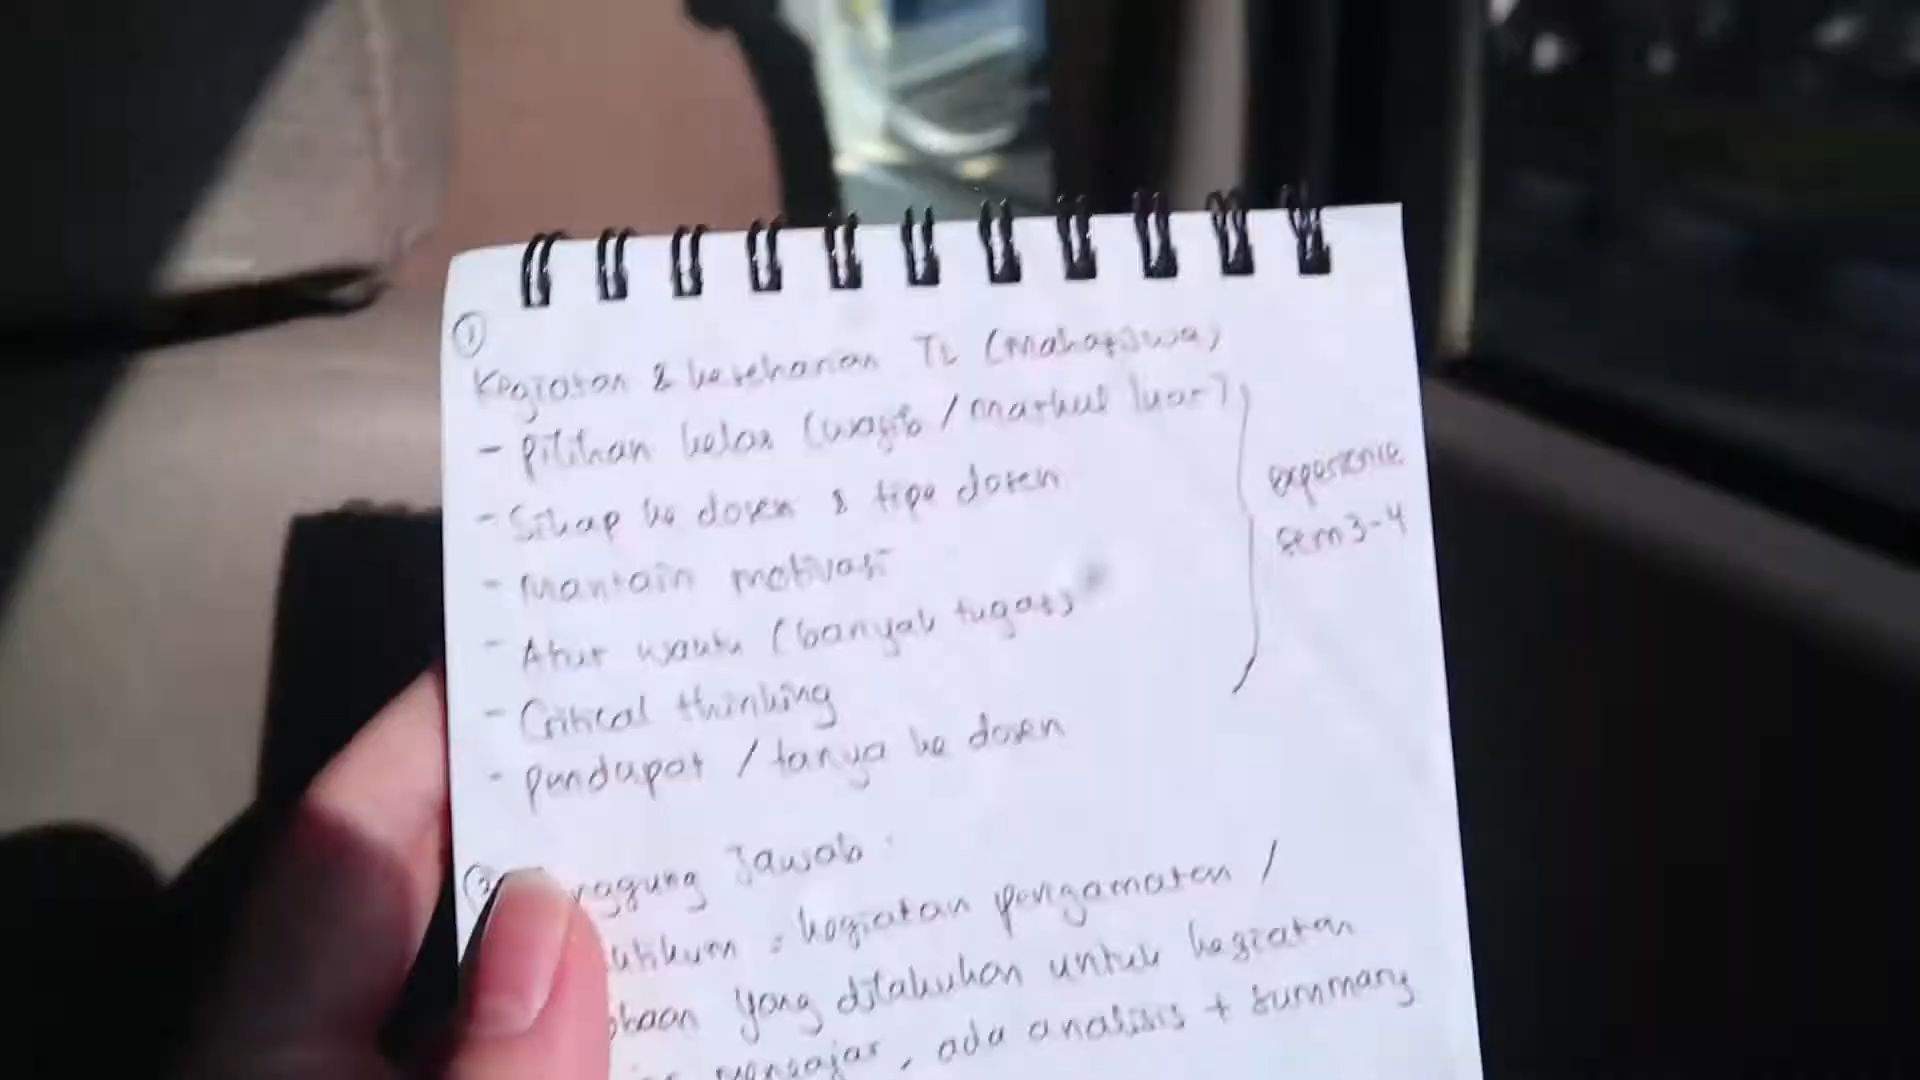 ①
Kegiatan & keseharian TL (Mahasiswa)
- Pilihan kelas (wajib / matkul luar)
- Sikap ke dosen & tipe dosen
- Mantain motivasi
- Atur waktu (banyak tugas)
- Critical thinking
- pendapat / tanya ke dosen
experience
sem 3-4
② Jawab :
: kegiatan pengamatan /
yang dilakukan untuk kegiatan
, ada analisis + summary